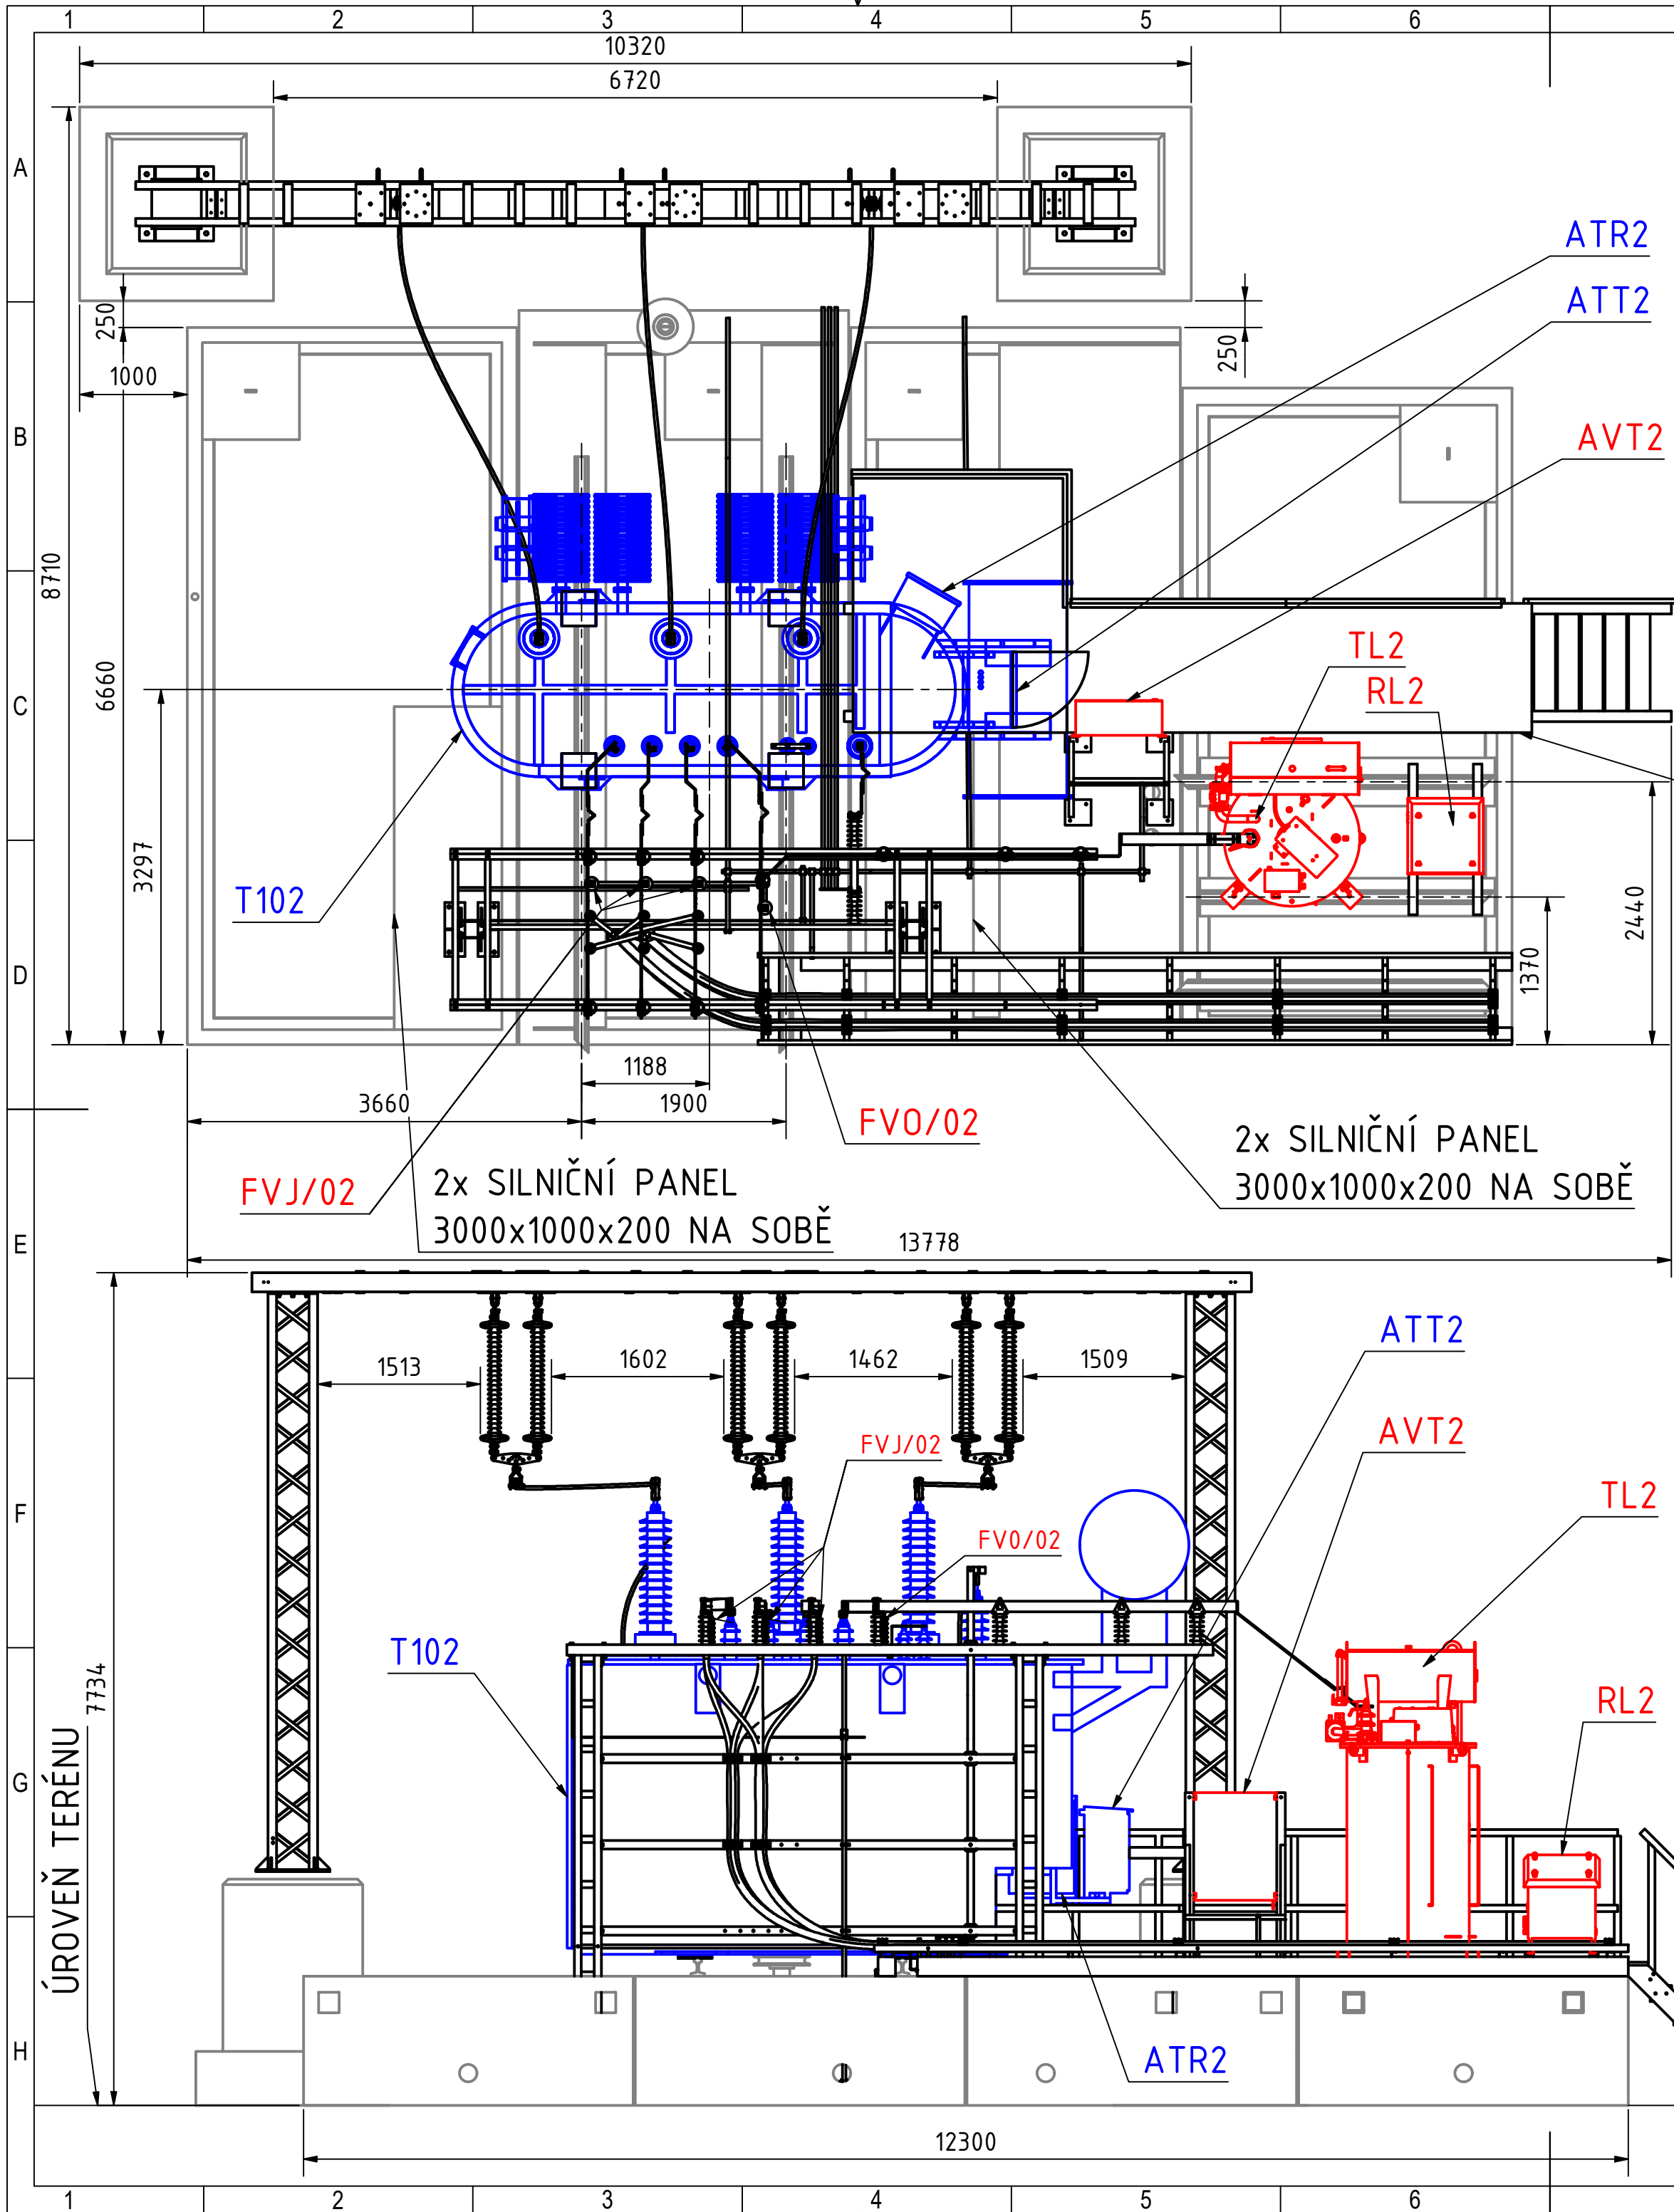 1 2 3 4 5 6
10320
6720
A
ATR2
ATT2
250
250
1000
AVT2
B
8710
6660
TL2
RL2
C
3297
T102
2440
1370
D
1188
3660
1900
FVO/02
2x SILNIČNÍ PANEL
3000x1000x200 NA SOBĚ
FVJ/02
2x SILNIČNÍ PANEL
3000x1000x200 NA SOBĚ
E
13778
ATT2
1513
1602
1462
1509
AVT2
FVJ/02
TL2
F
FVO/02
T102
7734
RL2
ÚROVEŇ TERÉNU
G
ATR2
H
12300
1 2 3 4 5 6